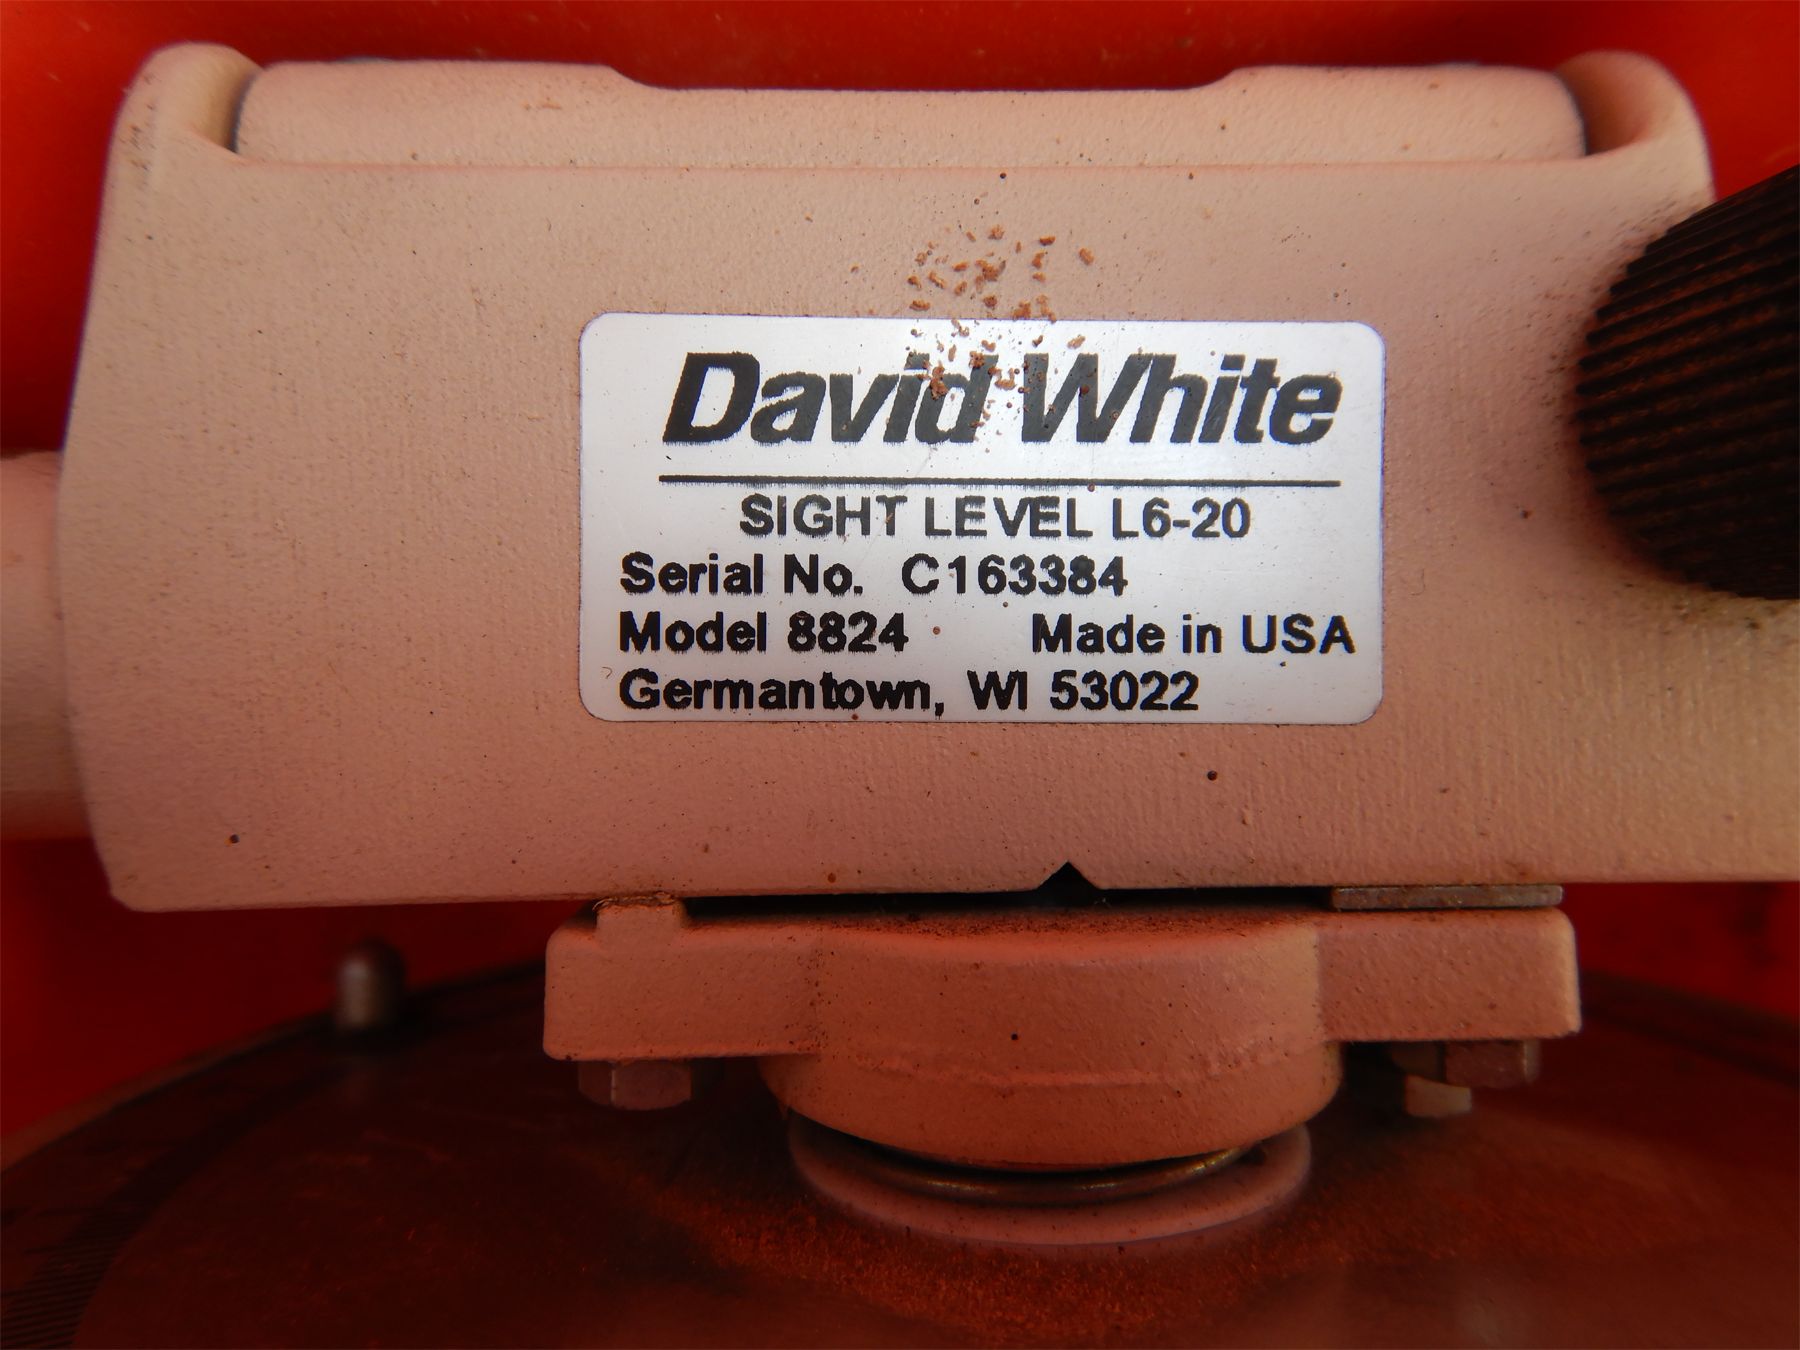 David White
SIGHT LEVEL L6-20
Serial No. C163384
Model 8824 Made in USA
Germantown, WI 53022